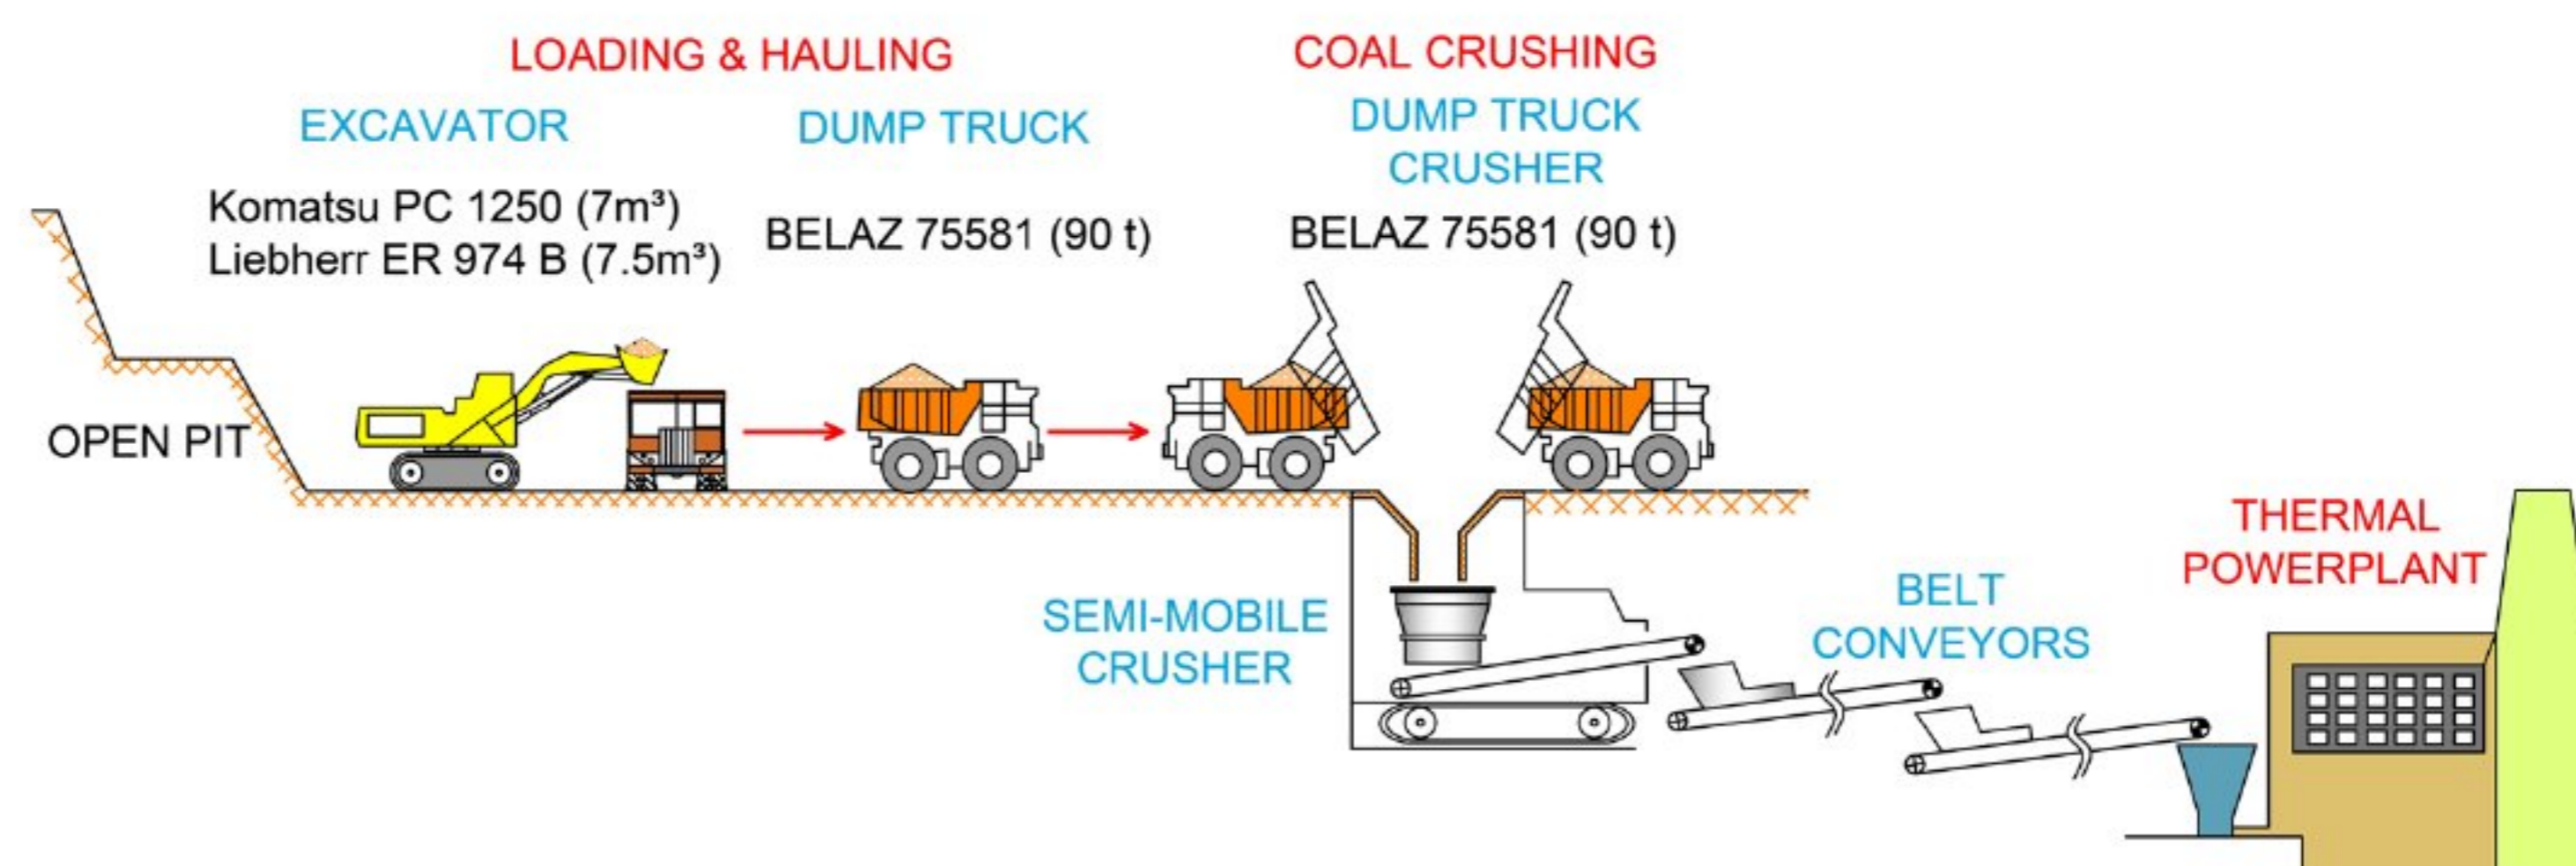 LOADING & HAULING
COAL CRUSHING
EXCAVATOR
DUMP TRUCK
DUMP TRUCK
CRUSHER
Komatsu PC 1250 (7m³)
Liebherr ER 974 B (7.5m³)
BELAZ 75581 (90 t)
BELAZ 75581 (90 t)
OPEN PIT
SEMI-MOBILE
CRUSHER
BELT
CONVEYORS
THERMAL
POWERPLANT